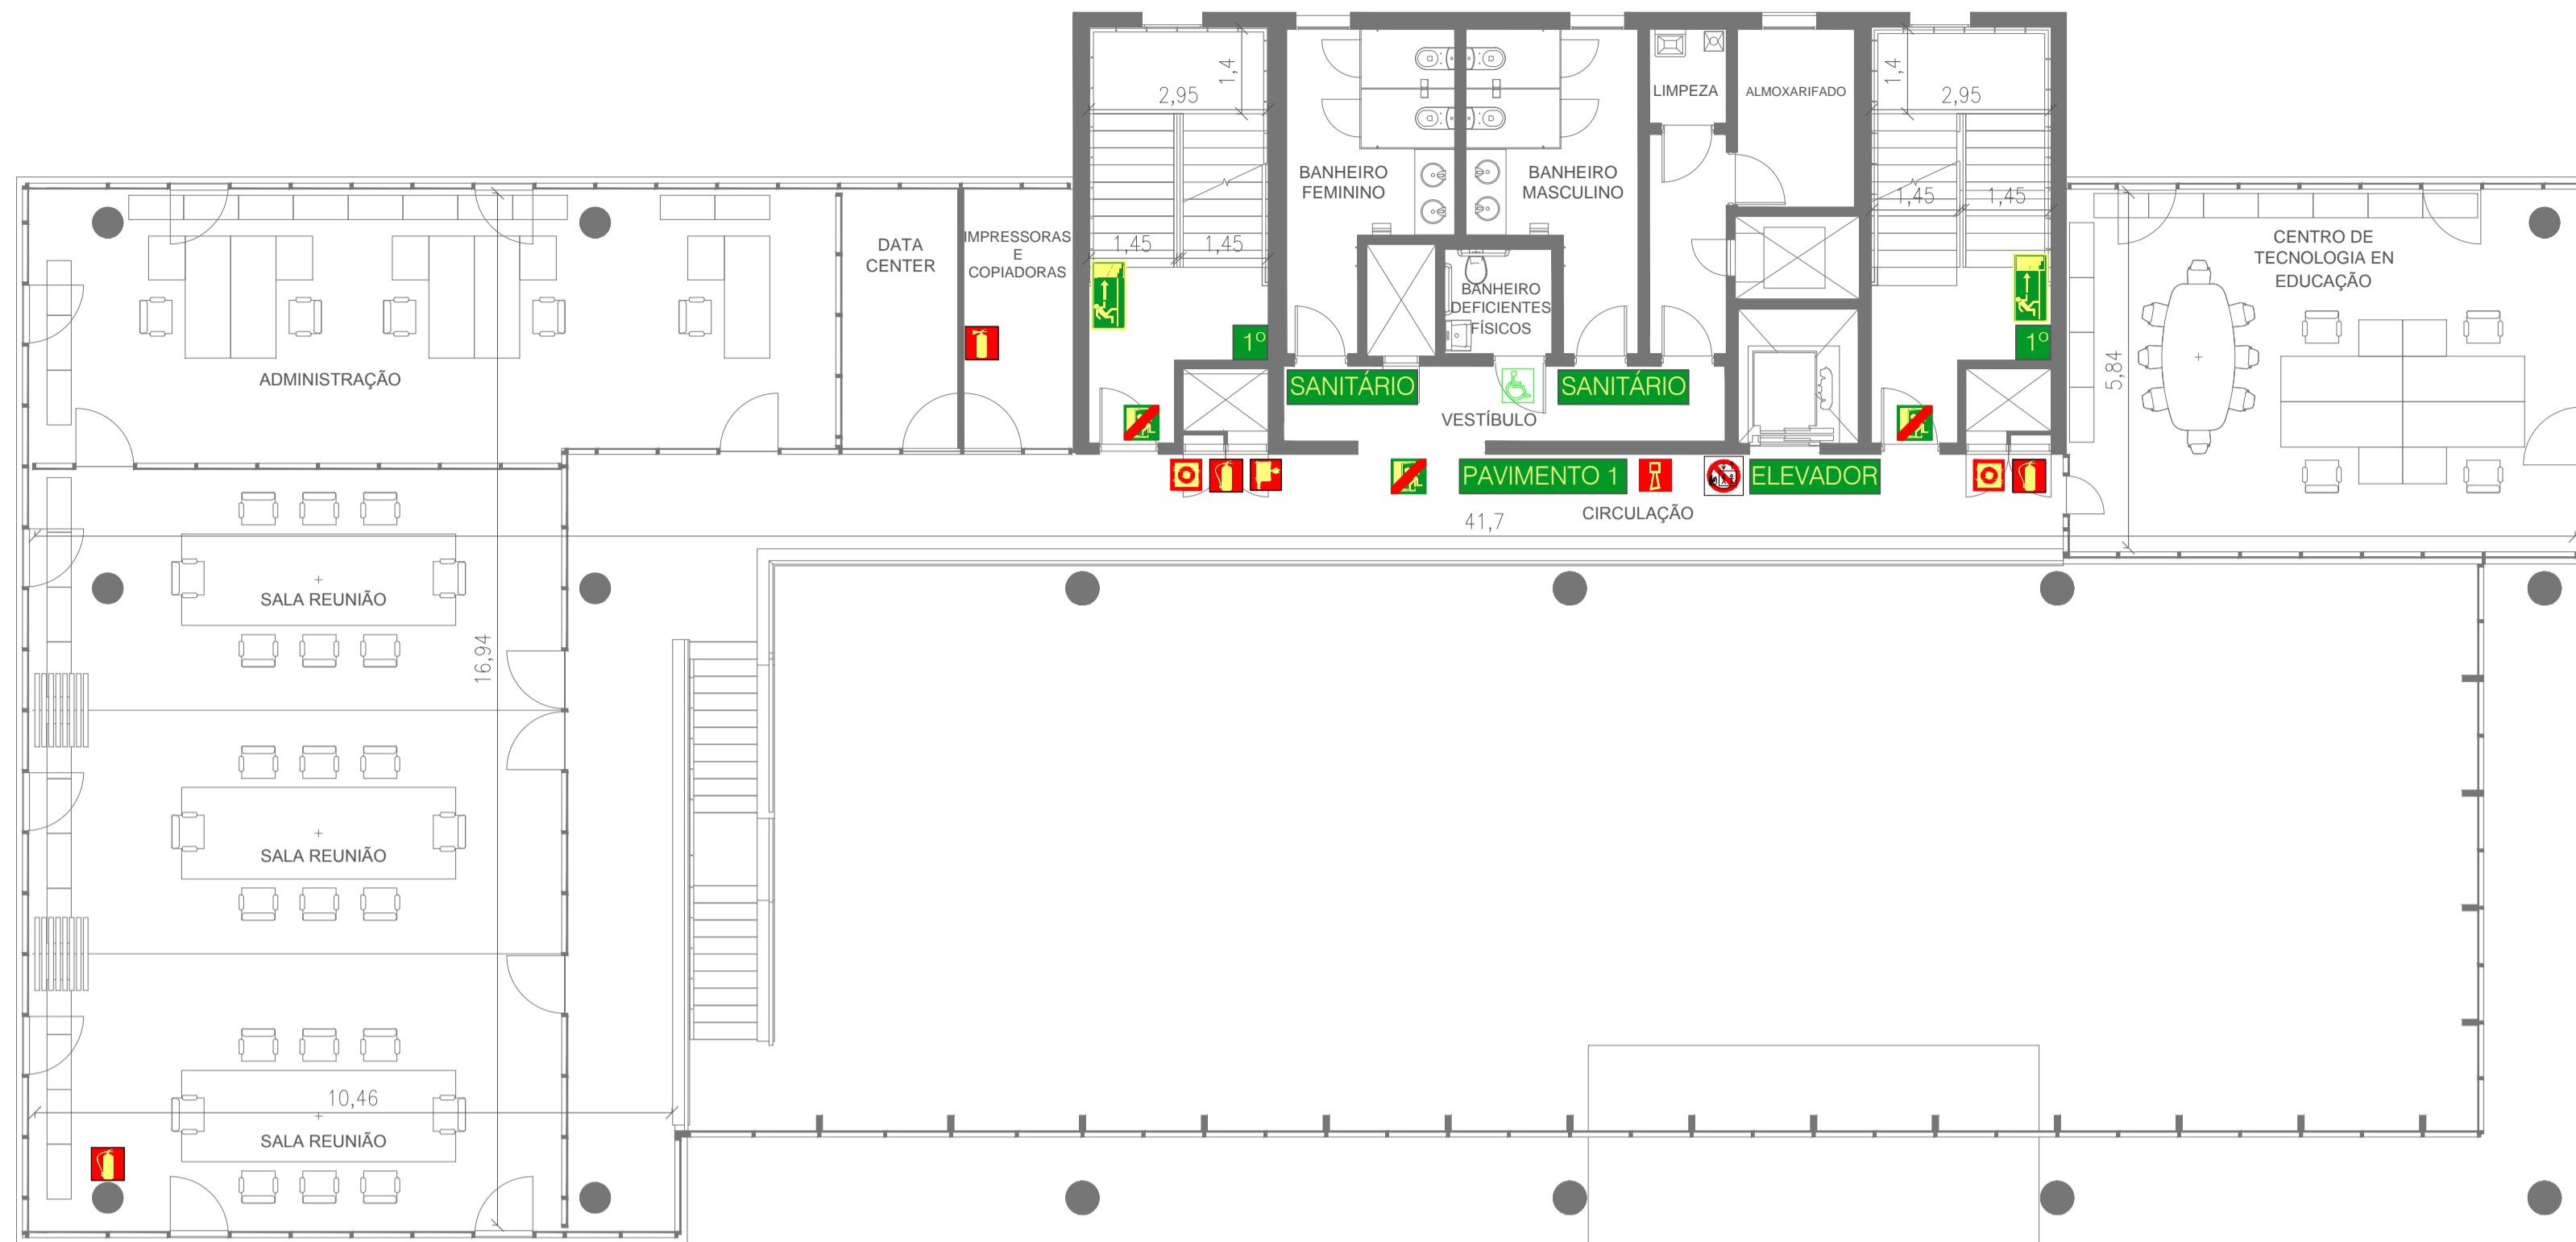 1,4
2,95
LIMPEZA
ALMOXARIFADO
1,4
2,95
BANHEIRO
FEMININO
BANHEIRO
MASCULINO
1,45
1,45
1,45
1,45
DATA
CENTER
IMPRESSORAS
E
COPIADORAS
CENTRO DE
TECNOLOGIA EN
EDUCAÇÃO
BANHEIRO
DEFICIENTES
FÍSICOS
1º
1º
ADMINISTRAÇÃO
SANITÁRIO
SANITÁRIO
5,84
VESTÍBULO
PAVIMENTO 1
ELEVADOR
CIRCULAÇÃO
41,7
SALA REUNIÃO
16,94
SALA REUNIÃO
10,46
SALA REUNIÃO